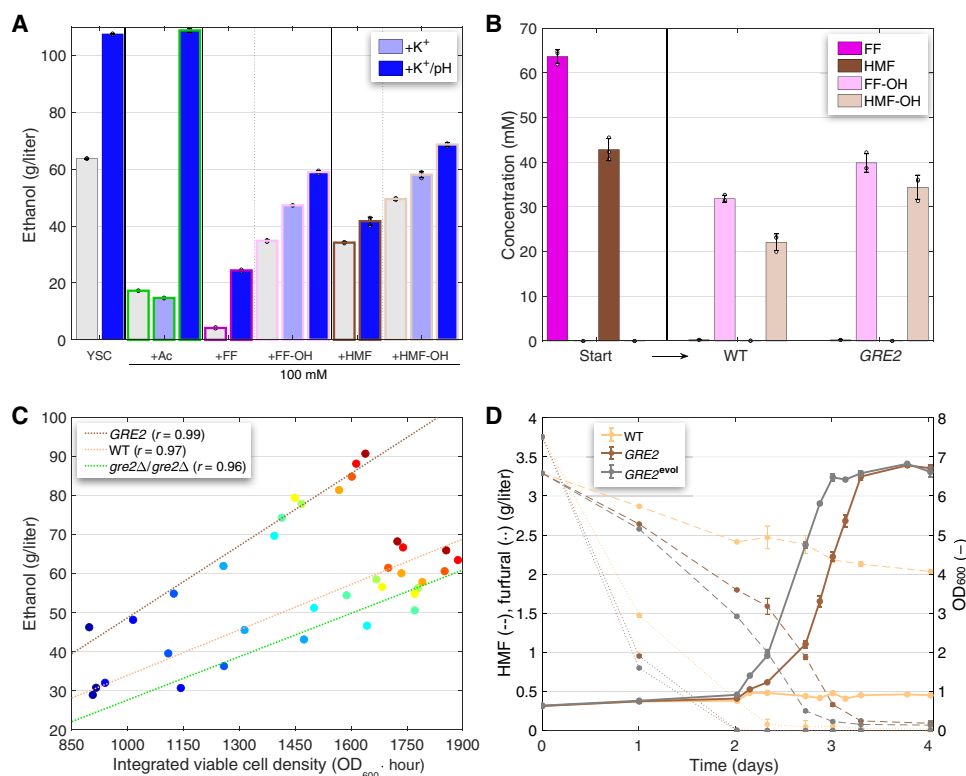 A
Ethanol (g/liter)
100
80
60
40
20
0
+K⁺
+K⁺/pH
YSC
+Ac
+FF
+FF-OH
+HMF
+HMF-OH
100 mM
B
Concentration (mM)
70
60
50
40
30
20
10
0
FF
HMF
FF-OH
HMF-OH
Start
WT
GRE2
C
Ethanol (g/liter)
100
90
80
70
60
50
40
30
20
GRE2 (r = 0.99)
WT (r = 0.97)
gre2Δ/gre2Δ (r = 0.96)
850 1000 1150 1300 1450 1600 1750 1900
Integrated viable cell density (OD600 · hour)
D
HMF (--), furfural (··) (g/liter)
4
3.5
3
2.5
2
1.5
1
0.5
0
WT
GRE2
GRE2evol
8
7
6
5
4
3
2
1
0
OD600 (–)
0 1 2 3 4
Time (days)